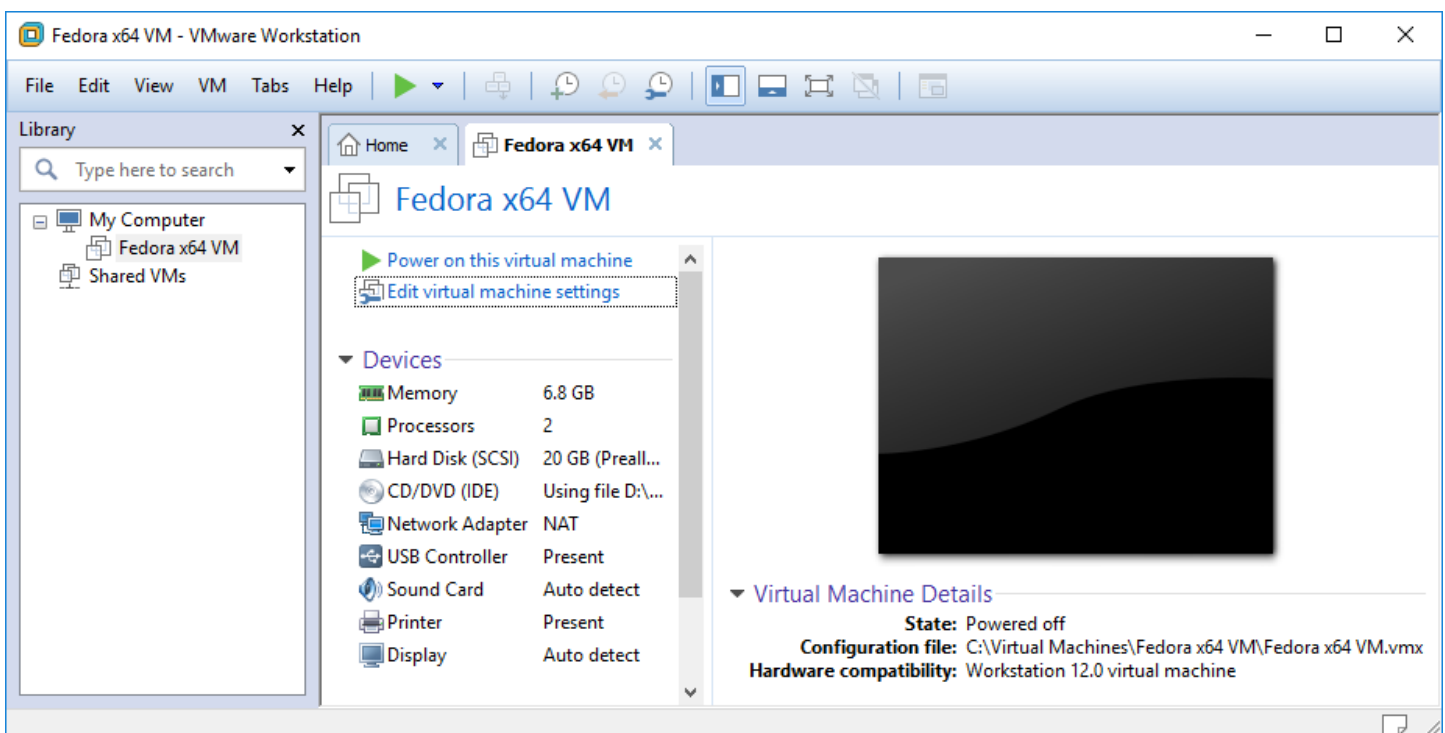 Fedora x64 VM - VMware Workstation
File Edit View VM Tabs Help
Library
Type here to search
My Computer
Fedora x64 VM
Shared VMs
Home Fedora x64 VM
Fedora x64 VM
Power on this virtual machine
Edit virtual machine settings
Devices
Memory 6.8 GB
Processors 2
Hard Disk (SCSI) 20 GB (Preall...
CD/DVD (IDE) Using file D:\...
Network Adapter NAT
USB Controller Present
Sound Card Auto detect
Printer Present
Display Auto detect
Virtual Machine Details
State: Powered off
Configuration file: C:\Virtual Machines\Fedora x64 VM\Fedora x64 VM.vmx
Hardware compatibility: Workstation 12.0 virtual machine